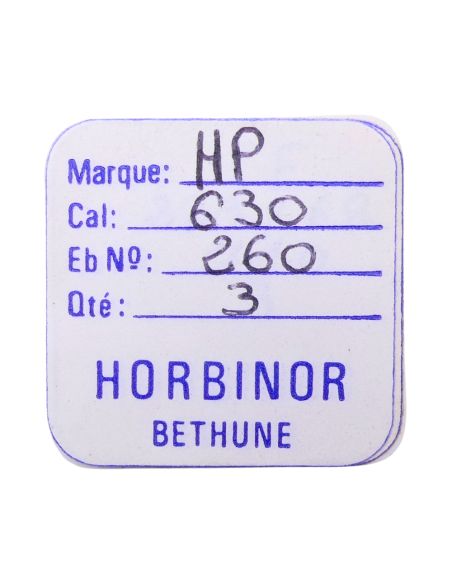 Marque: HP
Cal: 630
Eb Nº: 260
Qté: 3
HORBINOR
BETHUNE